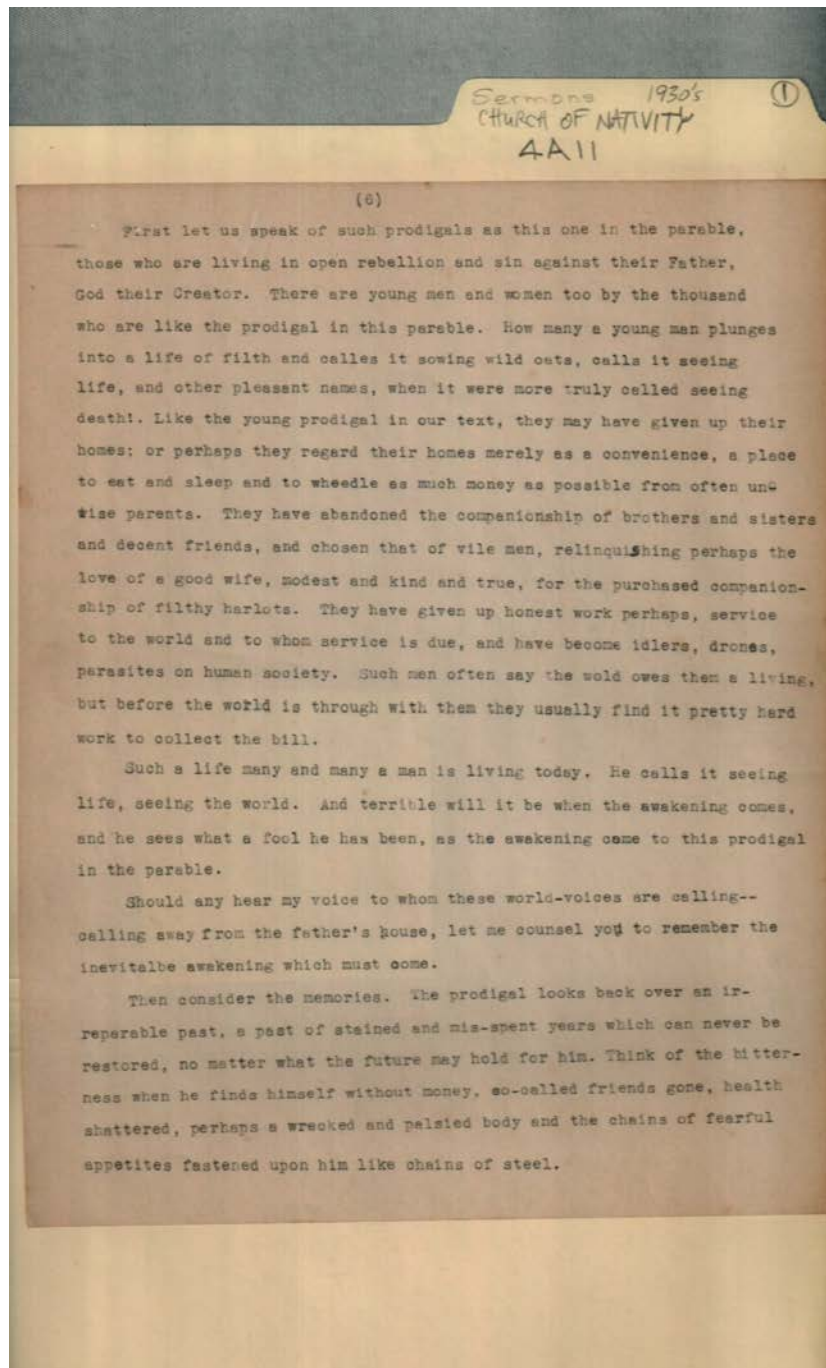 Sermons 1930's ①
CHURCH OF NATIVITY
4A11
(6)
First let us speak of such prodigals as this one in the parable,
those who are living in open rebellion and sin against their Father,
God their Creator. There are young men and women too by the thousand
who are like the prodigal in this parable. How many a young man plunges
into a life of filth and calles it sowing wild oats, calls it seeing
life, and other pleasant names, when it were more truly called seeing
death!. Like the young prodigal in our text, they may have given up their
homes; or perhaps they regard their homes merely as a convenience, a place
to eat and sleep and to wheedle as much money as possible from often un-
wise parents. They have abandoned the companionship of brothers and sisters
and decent friends, and chosen that of vile men, relinquishing perhaps the
love of a good wife, modest and kind and true, for the purchased companion-
ship of filthy harlots. They have given up honest work perhaps, service
to the world and to whom service is due, and have become idlers, drones,
parasites on human society. Such men often say the wold owes them a living,
but before the world is through with them they usually find it pretty hard
work to collect the bill.
Such a life many and many a man is living today. He calls it seeing
life, seeing the world. And terrible will it be when the awakening comes,
and he sees what a fool he has been, as the awakening came to this prodigal
in the parable.
Should any hear my voice to whom these world-voices are calling--
calling away from the father's house, let me counsel you to remember the
inevitalbe awakening which must come.
Then consider the memories. The prodigal looks back over an ir-
reparable past, a past of stained and mis-spent years which can never be
restored, no matter what the future may hold for him. Think of the bitter-
ness when he finds himself without money, so-called friends gone, health
shattered, perhaps a wrecked and palsied body and the chains of fearful
appetites fastened upon him like chains of steel.